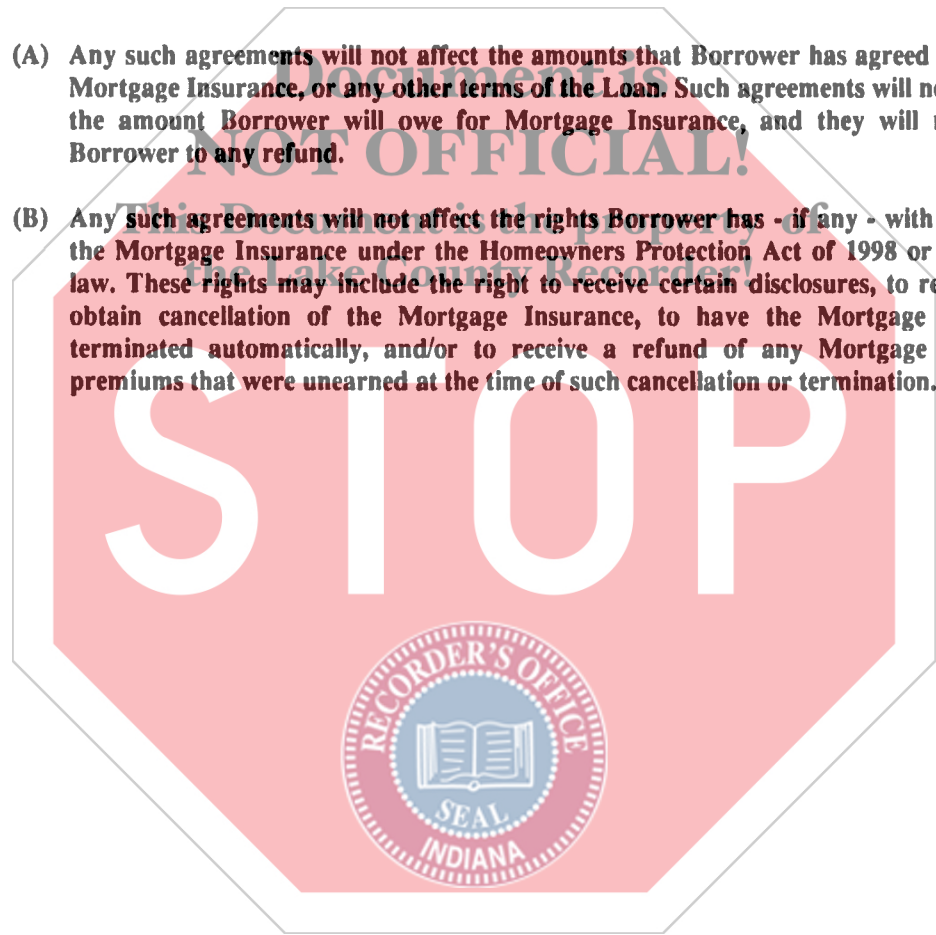 (A) Any such agreements will not affect the amounts that Borrower has agreed
Mortgage Insurance, or any other terms of the Loan. Such agreements will
the amount Borrower will owe for Mortgage Insurance, and they will
Borrower to any refund.
(B) Any such agreements will not affect the rights Borrower has - if any - with
the Mortgage Insurance under the Homeowners Protection Act of 1998 or
law. These rights may include the right to receive certain disclosures, to
obtain cancellation of the Mortgage Insurance, to have the Mortgage
terminated automatically, and/or to receive a refund of any Mortgage
premiums that were unearned at the time of such cancellation or termination.
Document is
NOT OFFICIAL!
This Document is the property of
the Lake County Recorder!
STOP
RECORDER'S OFFICE
SEAL
INDIANA